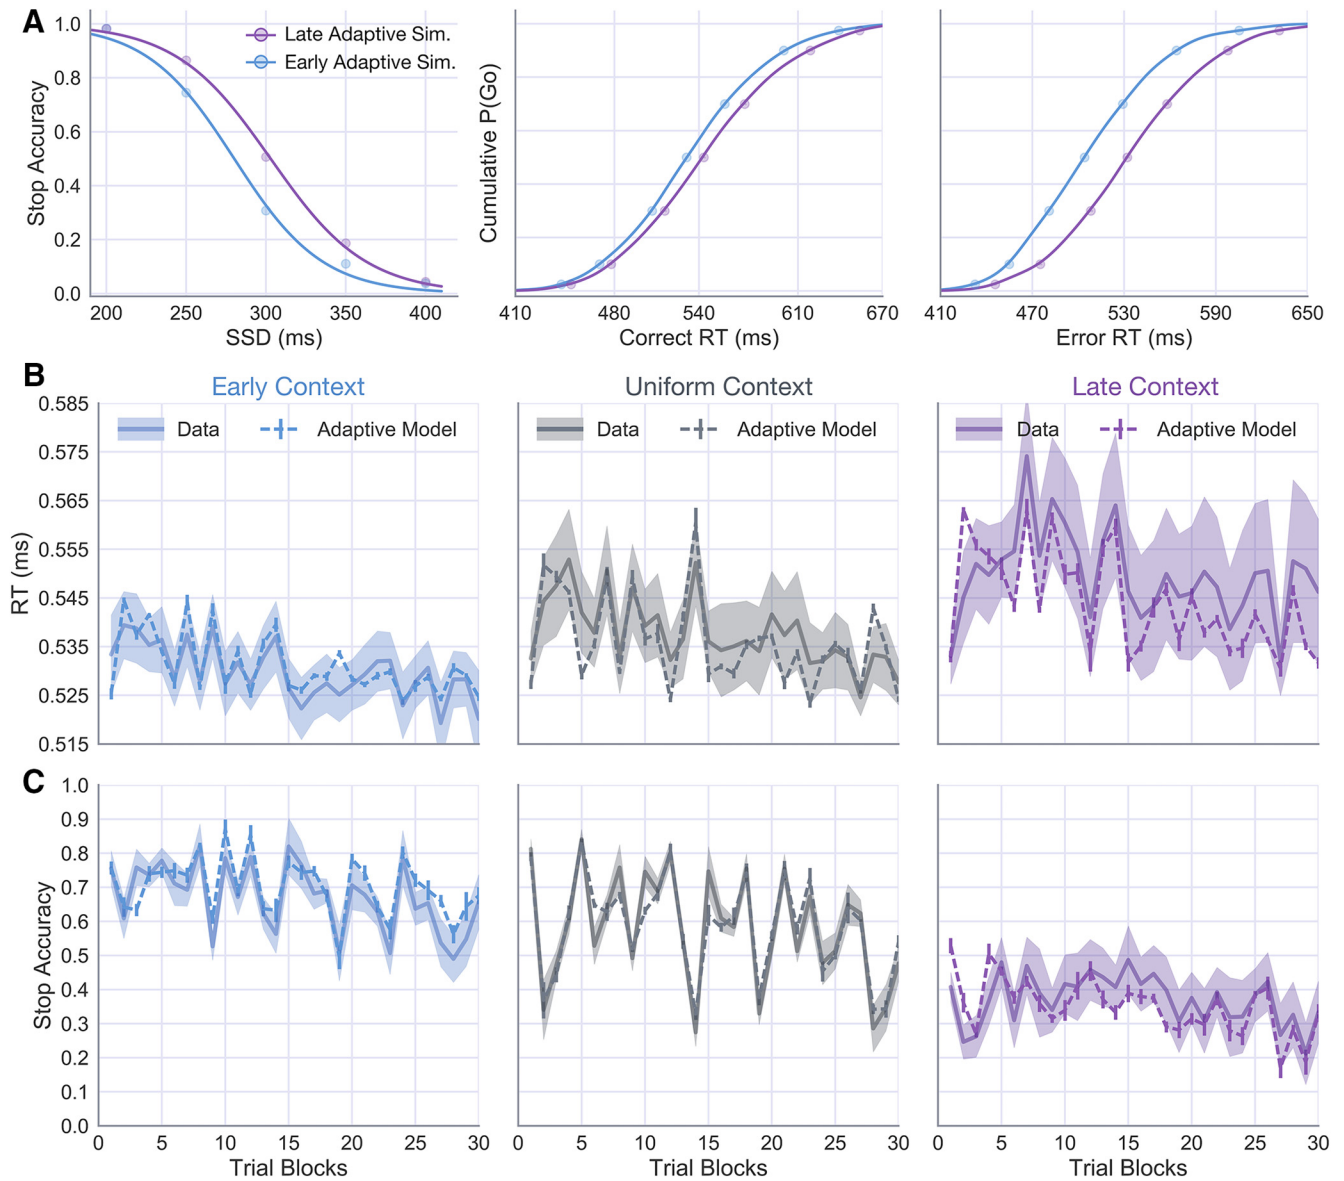 A
Late Adaptive Sim.
Early Adaptive Sim.
Stop Accuracy
1.0
0.8
0.6
0.4
0.2
0.0
200 250 300 350 400
SSD (ms)
Cumulative P(Go)
410 480 540 610 670
Correct RT (ms)
410 470 530 590 650
Error RT (ms)
B
Early Context
Uniform Context
Late Context
RT (ms)
0.585
0.575
0.565
0.555
0.545
0.535
0.525
0.515
Data Adaptive Model
Data Adaptive Model
Data Adaptive Model
C
Stop Accuracy
1.0
0.9
0.8
0.7
0.6
0.5
0.4
0.3
0.2
0.1
0.0
0 5 10 15 20 25 30
Trial Blocks
0 5 10 15 20 25 30
Trial Blocks
0 5 10 15 20 25 30
Trial Blocks